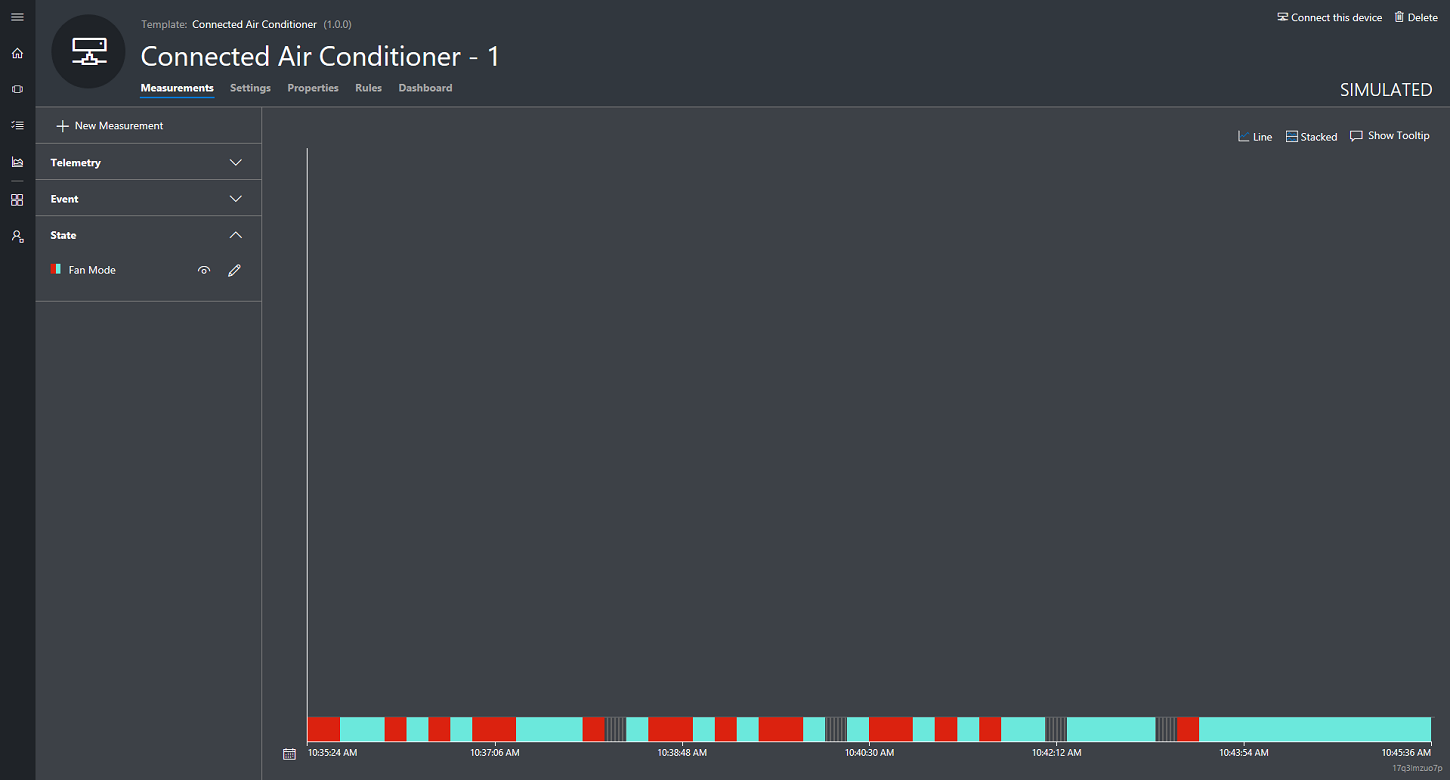 Template: Connected Air Conditioner (1.0.0)
Connect this device
Delete
Connected Air Conditioner - 1
Measurements Settings Properties Rules Dashboard
SIMULATED
New Measurement
Line Stacked Show Tooltip
Telemetry
Event
State
Fan Mode
10:35:24 AM 10:37:06 AM 10:38:48 AM 10:40:30 AM 10:42:12 AM 10:43:54 AM 10:45:36 AM
17q3lmzuo7p